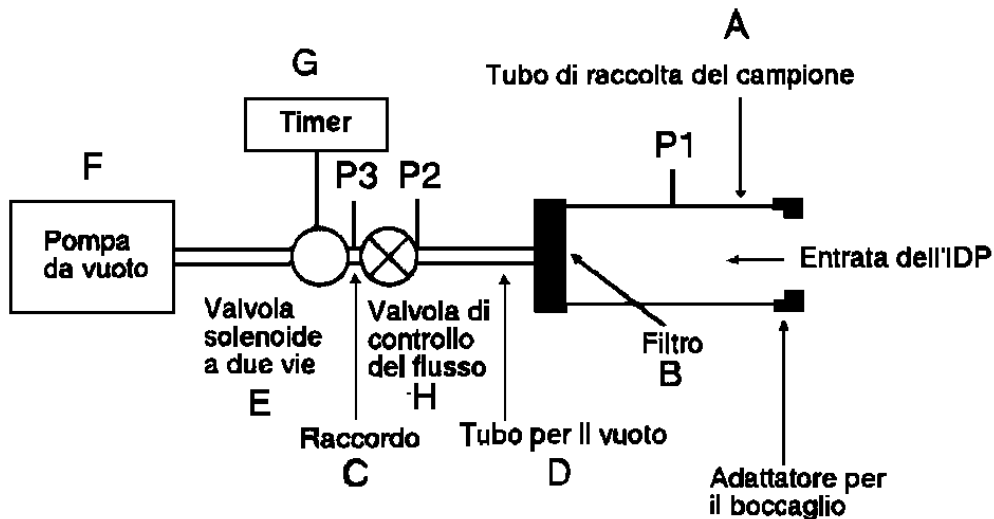 A
Tubo di raccolta del campione
G
Timer
P1
F
P3
P2
Pompa
da vuoto
Entrata dell'IDP
Valvola
solenoide
a due vie
E
Valvola di
controllo
del flusso
H
Filtro
B
Raccordo
C
Tubo per Il vuoto
D
Adattatore per
il boccaglio